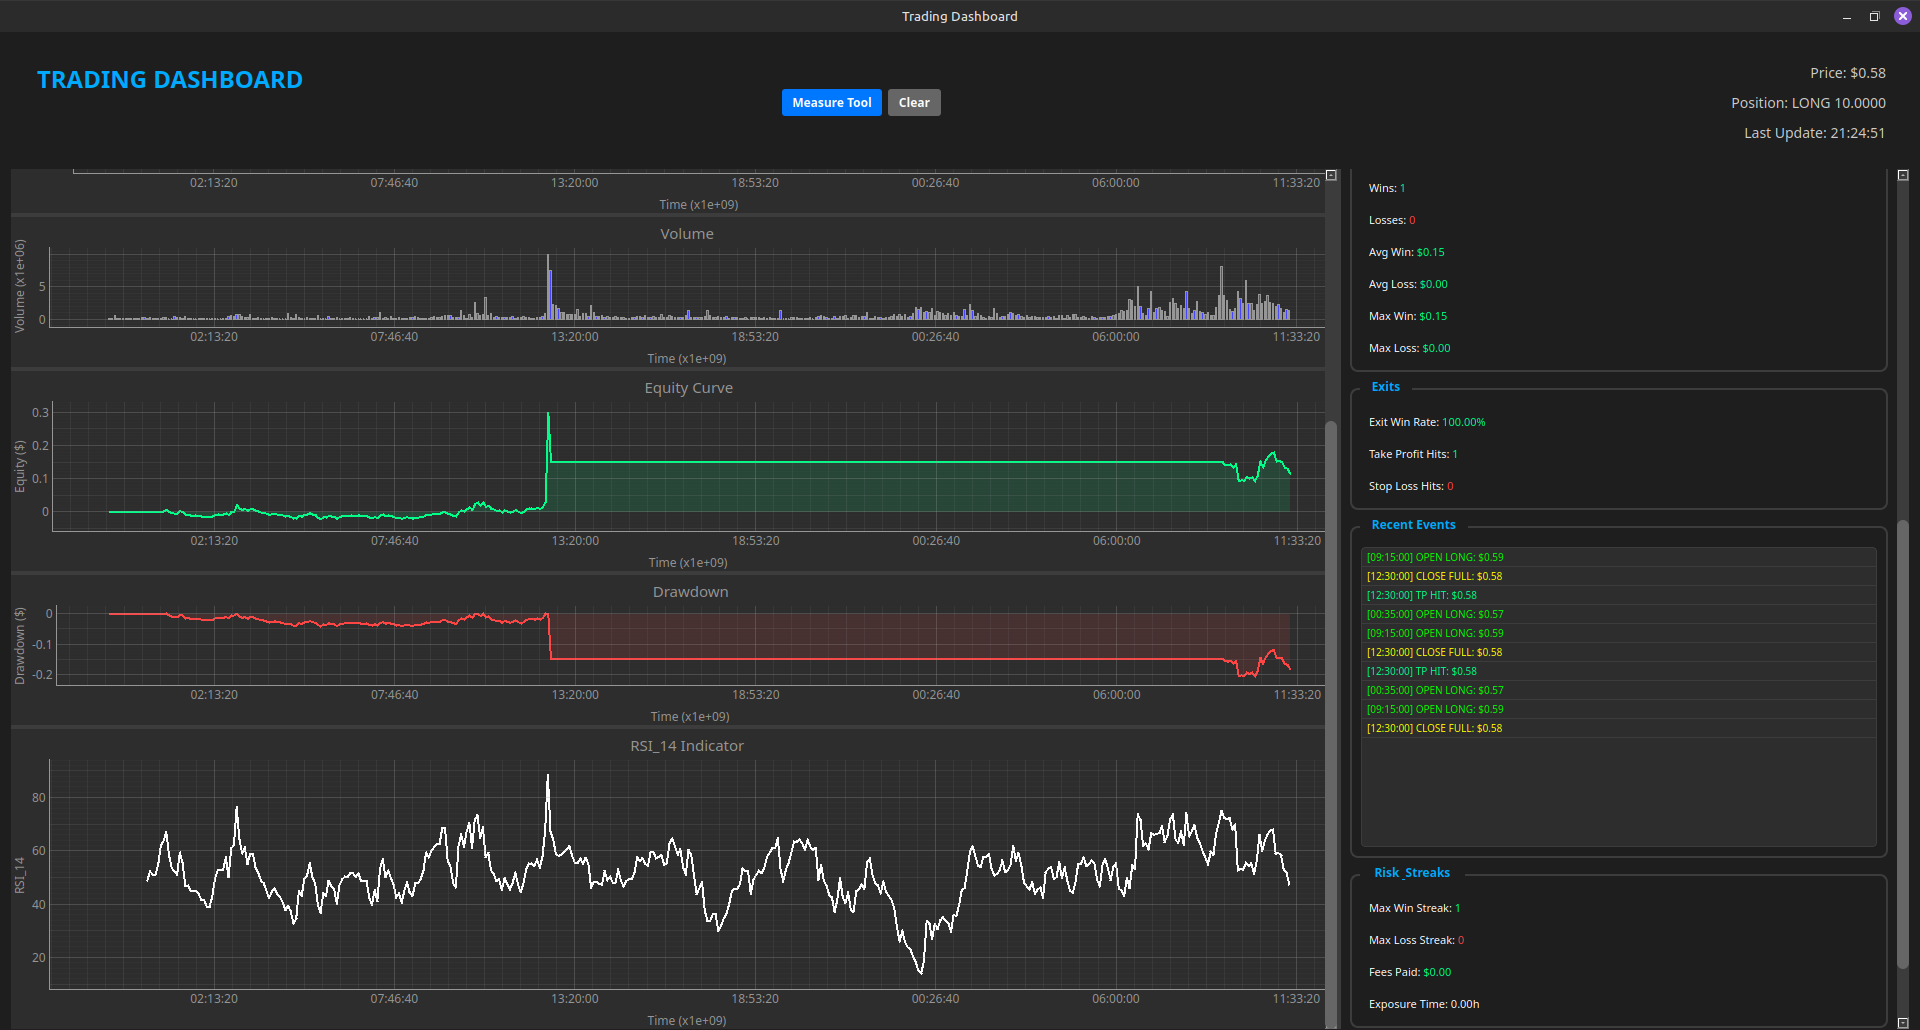 Trading Dashboard
TRADING DASHBOARD
Measure Tool
Clear
Price: $0.58
Position: LONG 10.0000
Last Update: 21:24:51
02:13:20 07:46:40 13:20:00 18:53:20 00:26:40 06:00:00 11:33:20
Time (x1e+09)
Volume
Volume (x1e+06)
5
0
02:13:20 07:46:40 13:20:00 18:53:20 00:26:40 06:00:00 11:33:20
Time (x1e+09)
Equity Curve
Equity ($)
0.3
0.2
0.1
0
02:13:20 07:46:40 13:20:00 18:53:20 00:26:40 06:00:00 11:33:20
Time (x1e+09)
Drawdown
Drawdown ($)
0
-0.1
-0.2
02:13:20 07:46:40 13:20:00 18:53:20 00:26:40 06:00:00 11:33:20
Time (x1e+09)
RSI_14 Indicator
RSI_14
80
60
40
20
02:13:20 07:46:40 13:20:00 18:53:20 00:26:40 06:00:00 11:33:20
Time (x1e+09)
Wins: 1
Losses: 0
Avg Win: $0.15
Avg Loss: $0.00
Max Win: $0.15
Max Loss: $0.00
Exits
Exit Win Rate: 100.00%
Take Profit Hits: 1
Stop Loss Hits: 0
Recent Events
[09:15:00] OPEN LONG: $0.59
[12:30:00] CLOSE FULL: $0.58
[12:30:00] TP HIT: $0.58
[00:35:00] OPEN LONG: $0.57
[09:15:00] OPEN LONG: $0.59
[12:30:00] CLOSE FULL: $0.58
[12:30:00] TP HIT: $0.58
[00:35:00] OPEN LONG: $0.57
[09:15:00] OPEN LONG: $0.59
[12:30:00] CLOSE FULL: $0.58
Risk _Streaks
Max Win Streak: 1
Max Loss Streak: 0
Fees Paid: $0.00
Exposure Time: 0.00h